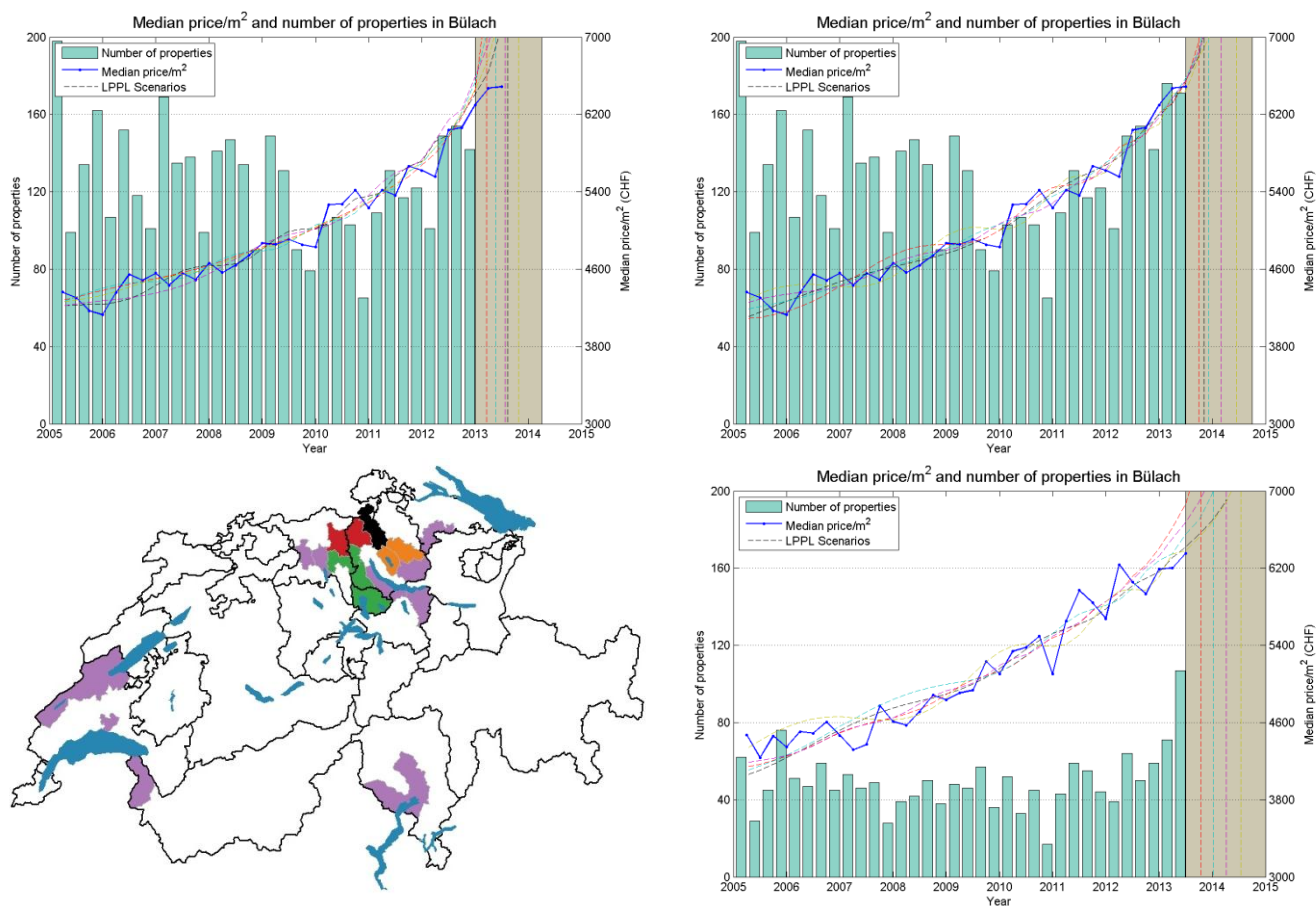 Median price/m² and number of properties in Bülach
200
160
120
80
40
0
Number of properties
7000
6200
5400
4600
3800
3000
Median price/m² (CHF)
Number of properties
Median price/m²
LPPL Scenarios
2005 2006 2007 2008 2009 2010 2011 2012 2013 2014 2015
Year
Median price/m² and number of properties in Bülach
200
160
120
80
40
0
Number of properties
7000
6200
5400
4600
3800
3000
Median price/m² (CHF)
Number of properties
Median price/m²
LPPL Scenarios
2005 2006 2007 2008 2009 2010 2011 2012 2013 2014 2015
Year
Median price/m² and number of properties in Bülach
200
160
120
80
40
0
Number of properties
7000
6200
5400
4600
3800
3000
Median price/m² (CHF)
Number of properties
Median price/m²
LPPL Scenarios
2005 2006 2007 2008 2009 2010 2011 2012 2013 2014 2015
Year